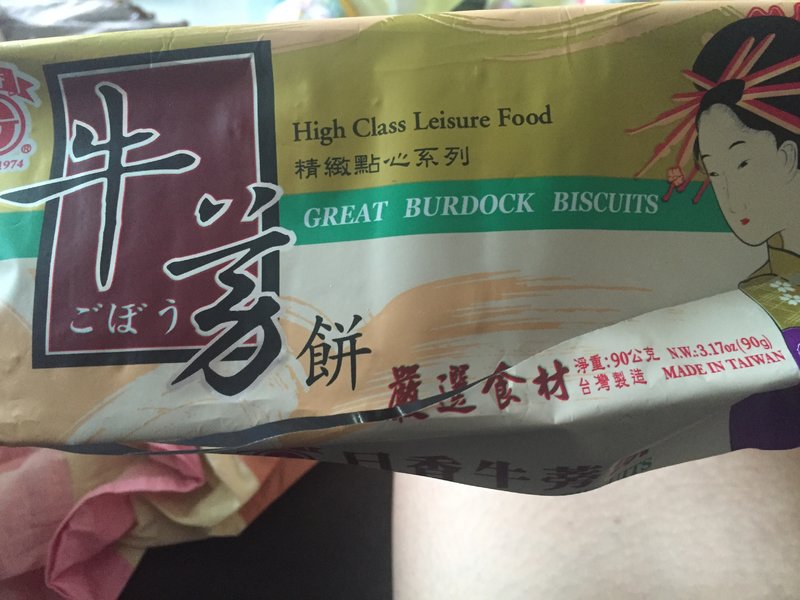 1974
®
牛蒡
ごぼう
餅
High Class Leisure Food
精緻點心系列
GREAT BURDOCK BISCUITS
嚴選食材
淨重:90公克 N.W.:3.17oz(90g)
台灣製造 MADE IN TAIWAN
日香牛蒡